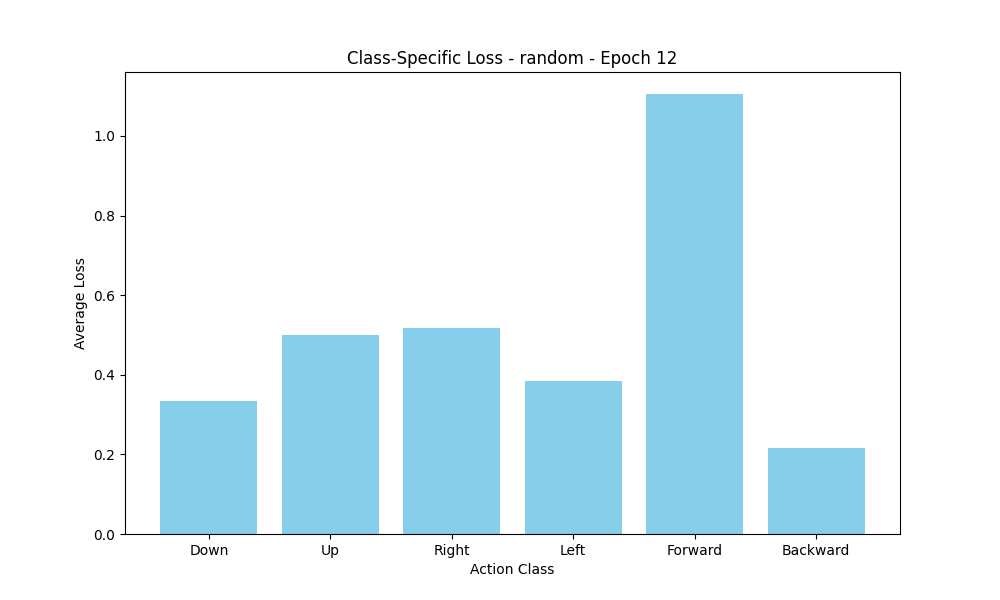 Class-Specific Loss - random - Epoch 12
Average Loss
1.0
0.8
0.6
0.4
0.2
0.0
Down Up Right Left Forward Backward
Action Class